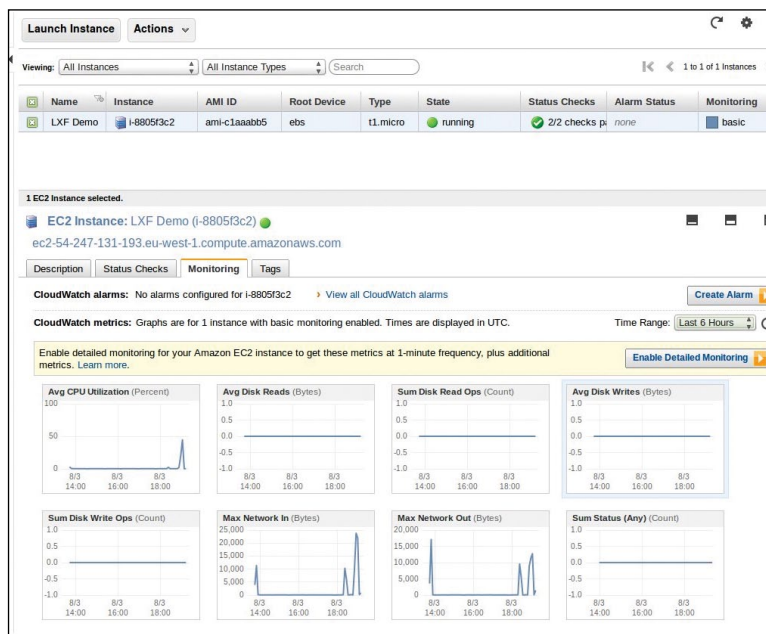 Launch Instance Actions
Viewing: All Instances All Instance Types Search 1 to 1 of 1 Instances
Name Instance AMI ID Root Device Type State Status Checks Alarm Status Monitoring
LXF Demo i-8805f3c2 ami-c1aaabb5 ebs t1.micro running 2/2 checks pa none basic
1 EC2 Instance selected.
EC2 Instance: LXF Demo (i-8805f3c2)
ec2-54-247-131-193.eu-west-1.compute.amazonaws.com
Description Status Checks Monitoring Tags
CloudWatch alarms: No alarms configured for i-8805f3c2 › View all CloudWatch alarms Create Alarm
CloudWatch metrics: Graphs are for 1 instance with basic monitoring enabled. Times are displayed in UTC. Time Range: Last 6 Hours
Enable detailed monitoring for your Amazon EC2 instance to get these metrics at 1-minute frequency, plus additional
metrics. Learn more.
Enable Detailed Monitoring
Avg CPU Utilization (Percent)
100
50
0
8/3 8/3 8/3
14:00 16:00 18:00
Avg Disk Reads (Bytes)
1.0
0.5
0.0
-0.5
-1.0
8/3 8/3 8/3
14:00 16:00 18:00
Sum Disk Read Ops (Count)
1.0
0.5
0.0
-0.5
-1.0
8/3 8/3 8/3
14:00 16:00 18:00
Avg Disk Writes (Bytes)
1.0
0.5
0.0
-0.5
-1.0
8/3 8/3 8/3
14:00 16:00 18:00
Sum Disk Write Ops (Count)
1.0
0.5
0.0
-0.5
-1.0
8/3 8/3 8/3
14:00 16:00 18:00
Max Network In (Bytes)
25,000
20,000
15,000
10,000
5,000
0
8/3 8/3 8/3
14:00 16:00 18:00
Max Network Out (Bytes)
20,000
15,000
10,000
5,000
0
8/3 8/3 8/3
14:00 16:00 18:00
Sum Status (Any) (Count)
1.0
0.5
0.0
-0.5
-1.0
8/3 8/3 8/3
14:00 16:00 18:00